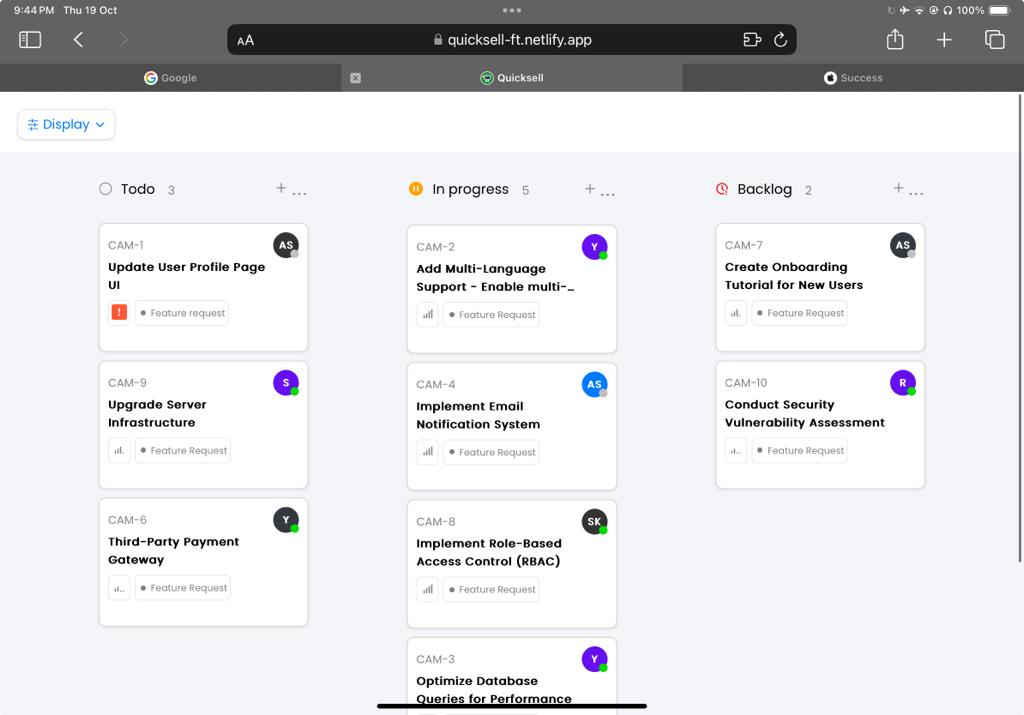 9:44 PM Thu 19 Oct
100%
AA
quicksell-ft.netlify.app
Google
Quicksell
Success
Display
Todo 3
+ ...
In progress 5
+ ...
Backlog 2
+ ...
CAM-1
AS
Update User Profile Page
UI
!
Feature request
CAM-9
S
Upgrade Server
Infrastructure
Feature Request
CAM-6
Y
Third-Party Payment
Gateway
Feature Request
CAM-2
Y
Add Multi-Language
Support - Enable multi-…
Feature Request
CAM-4
AS
Implement Email
Notification System
Feature Request
CAM-8
SK
Implement Role-Based
Access Control (RBAC)
Feature Request
CAM-3
Y
Optimize Database
Queries for Performance
CAM-7
AS
Create Onboarding
Tutorial for New Users
Feature Request
CAM-10
R
Conduct Security
Vulnerability Assessment
Feature Request